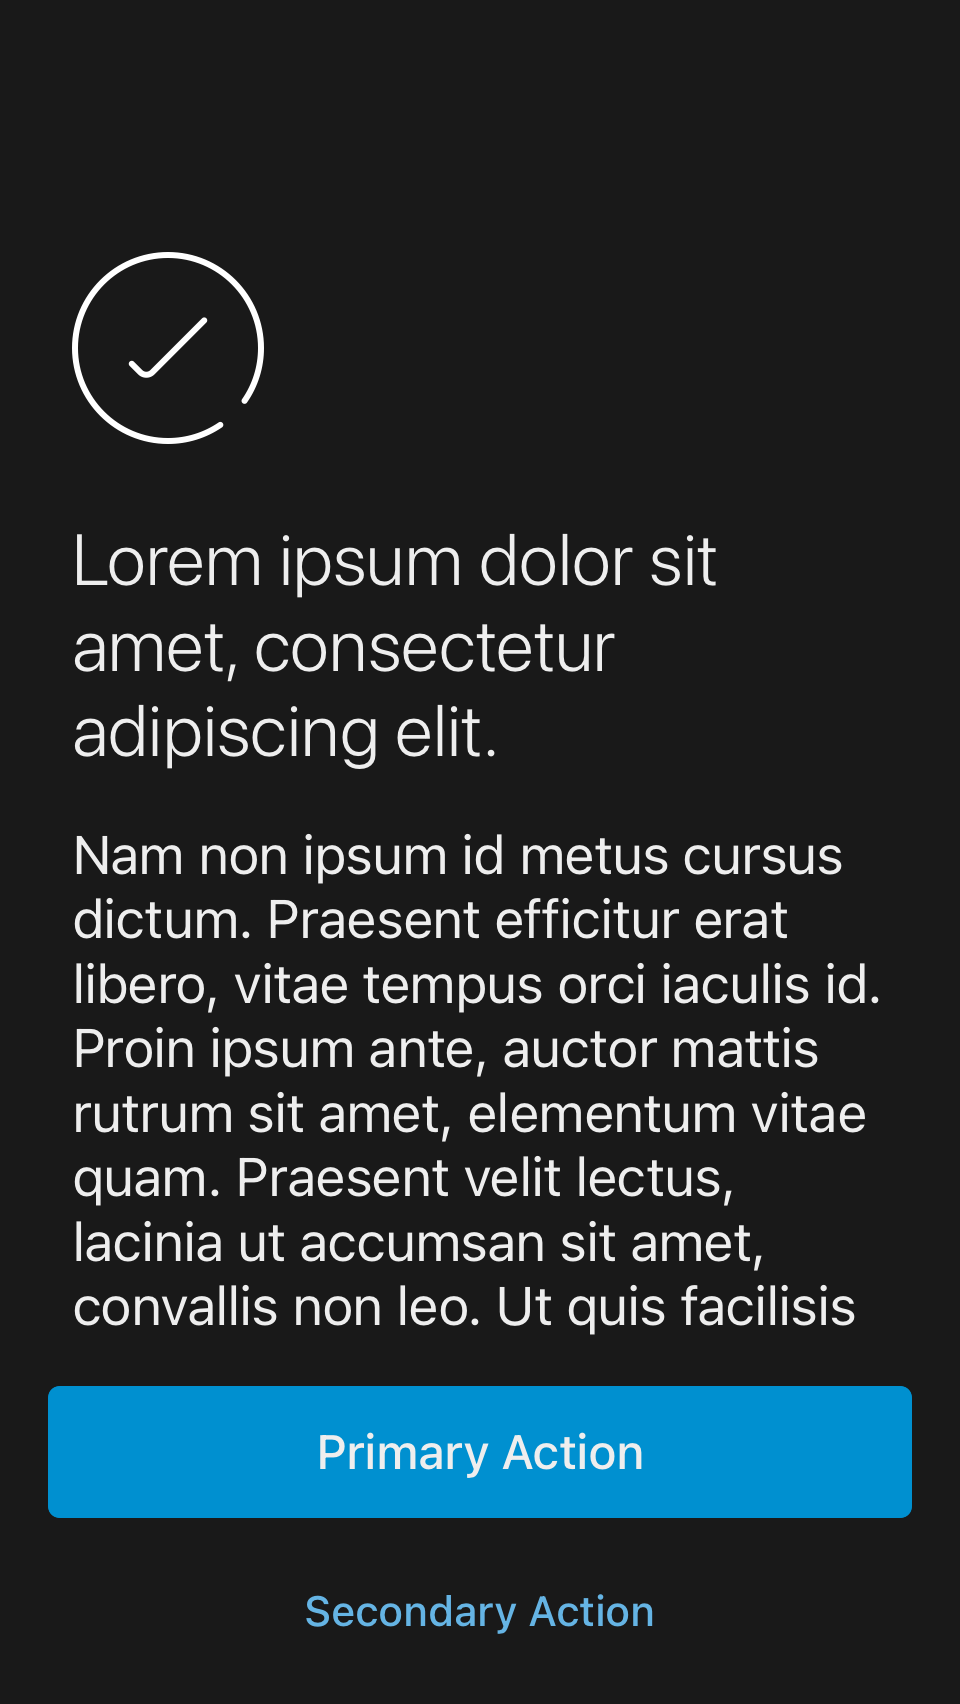 Lorem ipsum dolor sit
amet, consectetur
adipiscing elit.
Nam non ipsum id metus cursus
dictum. Praesent efficitur erat
libero, vitae tempus orci iaculis id.
Proin ipsum ante, auctor mattis
rutrum sit amet, elementum vitae
quam. Praesent velit lectus,
lacinia ut accumsan sit amet,
convallis non leo. Ut quis facilisis
Primary Action
Secondary Action